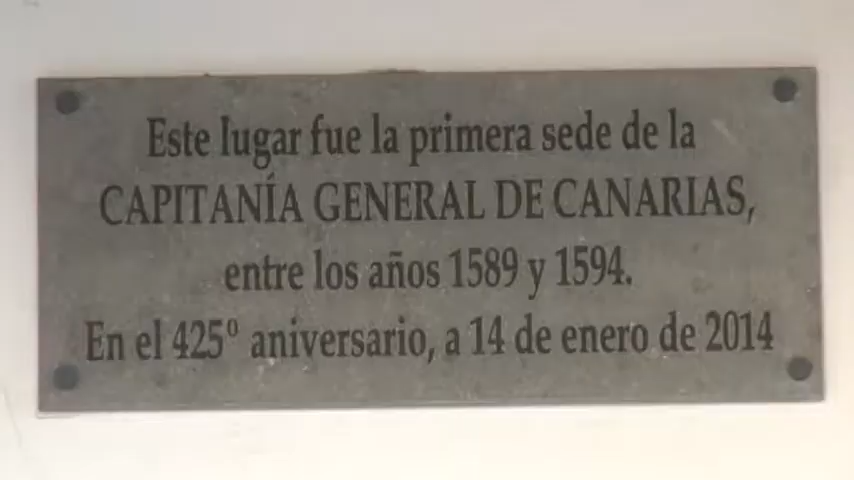 Este lugar fue la primera sede de la
CAPITANÍA GENERAL DE CANARIAS,
entre los años 1589 y 1594.
En el 425º aniversario, a 14 de enero de 2014